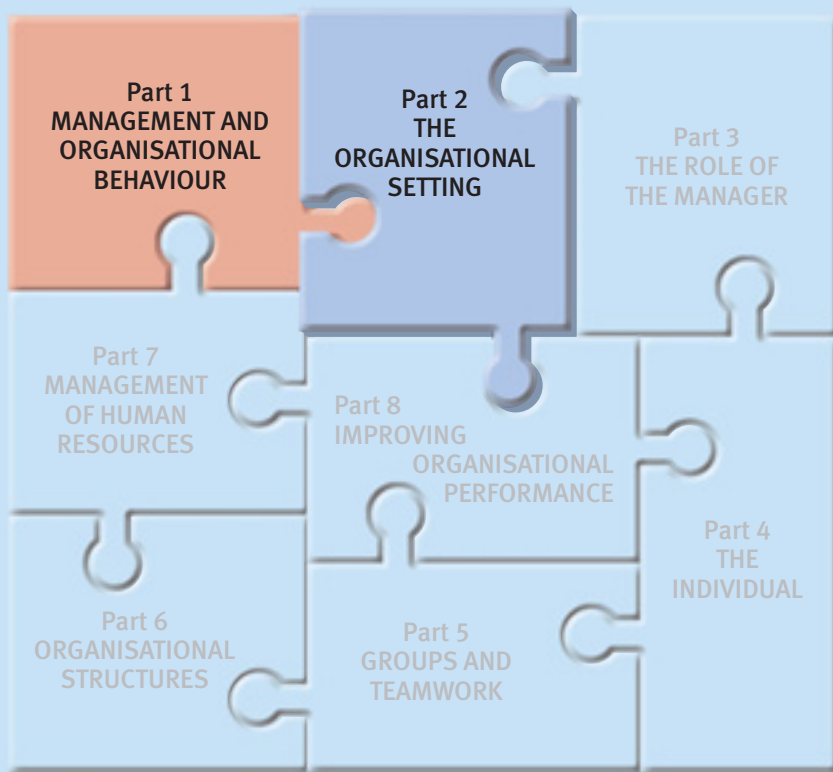 Part 1
MANAGEMENT AND
ORGANISATIONAL
BEHAVIOUR
Part 2
THE
ORGANISATIONAL
SETTING
Part 3
THE ROLE OF
THE MANAGER
Part 7
MANAGEMENT
OF HUMAN
RESOURCES
Part 8
IMPROVING
ORGANISATIONAL
PERFORMANCE
Part 4
THE
INDIVIDUAL
Part 6
ORGANISATIONAL
STRUCTURES
Part 5
GROUPS AND
TEAMWORK